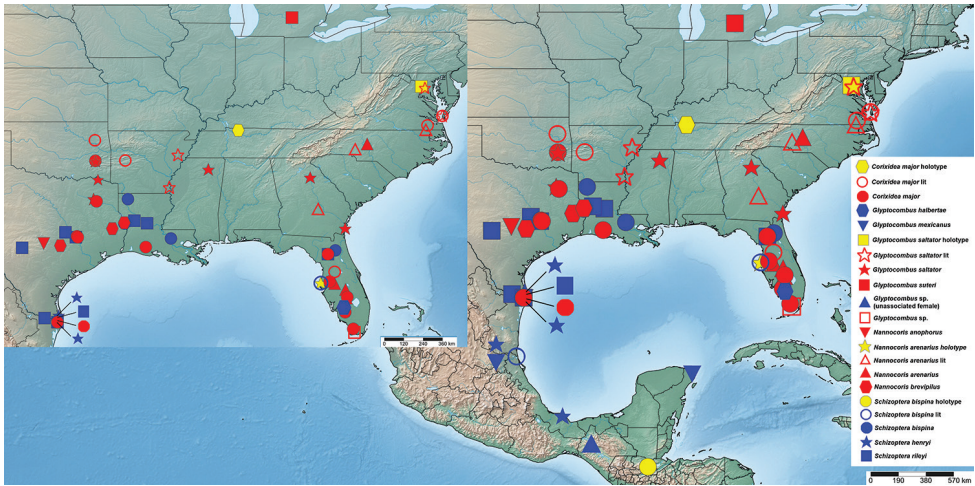 Corixidea major holotype
Corixidea major lit
Corixidea major
Glyptocombus halbertae
Glyptocombus mexicanus
Glyptocombus saltator holotype
Glyptocombus saltator lit
Glyptocombus saltator
Glyptocombus suteri
Glyptocombus sp.
(unassociated female)
Glyptocombus sp.
Nannocoris anophorus
Nannocoris arenarius holotype
Nannocoris arenarius lit
Nannocoris arenarius
Nannocoris brevipilus
Schizoptera bispina holotype
Schizoptera bispina lit
Schizoptera bispina
Schizoptera henryi
Schizoptera rileyi
0 120 240 360 km
0 190 380 570 km